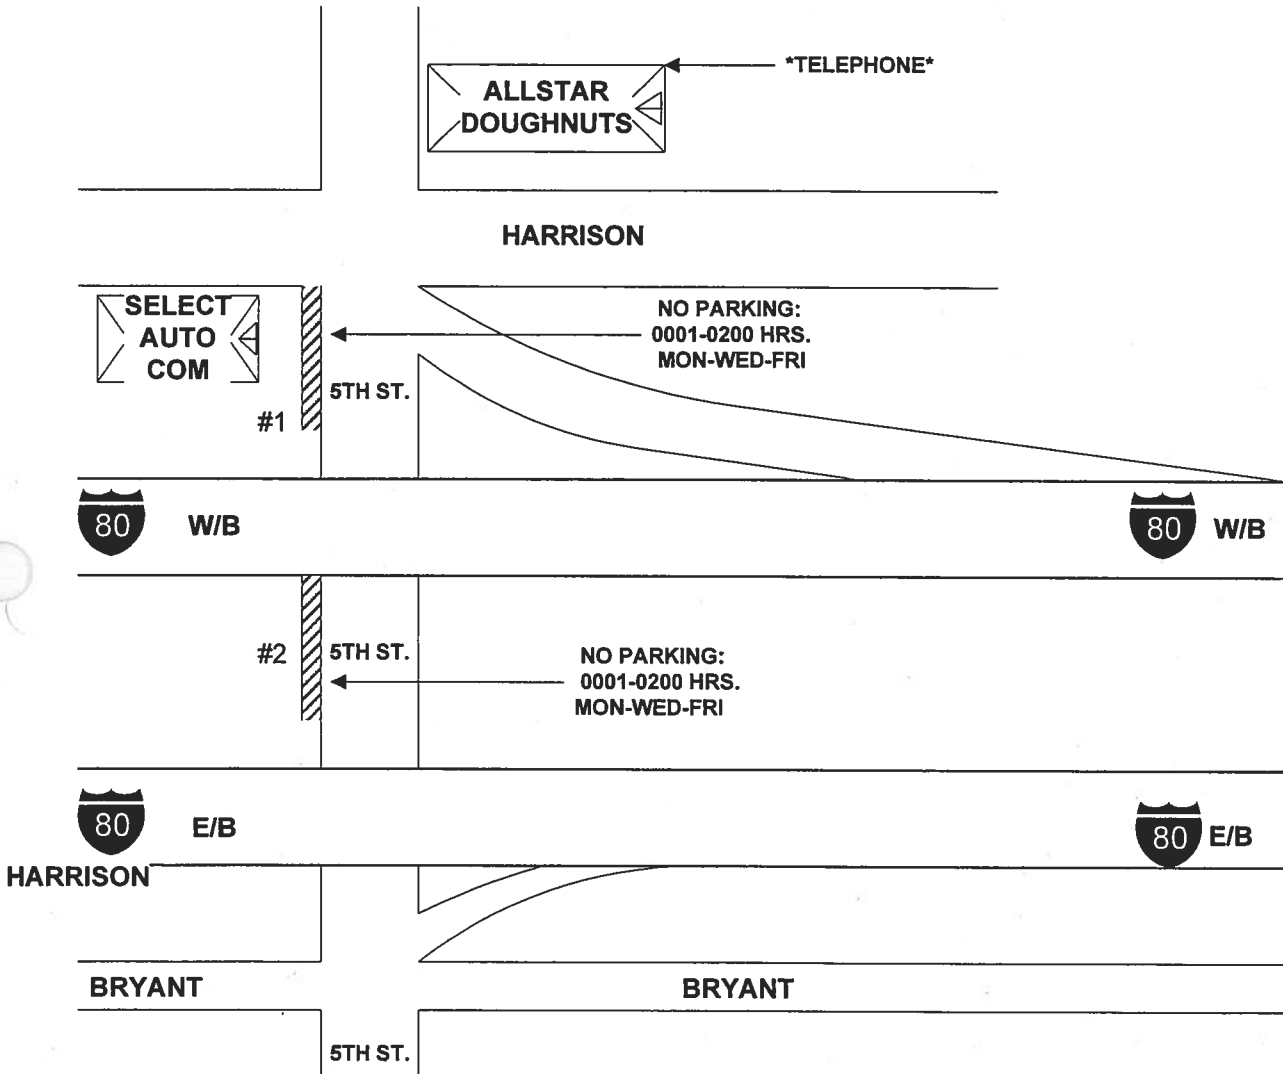 *TELEPHONE*
ALLSTAR
DOUGHNUTS
HARRISON
SELECT
AUTO
COM
NO PARKING:
0001-0200 HRS.
MON-WED-FRI
5TH ST.
#1
80 W/B
80 W/B
#2
5TH ST.
NO PARKING:
0001-0200 HRS.
MON-WED-FRI
80 E/B
80 E/B
HARRISON
BRYANT
BRYANT
5TH ST.